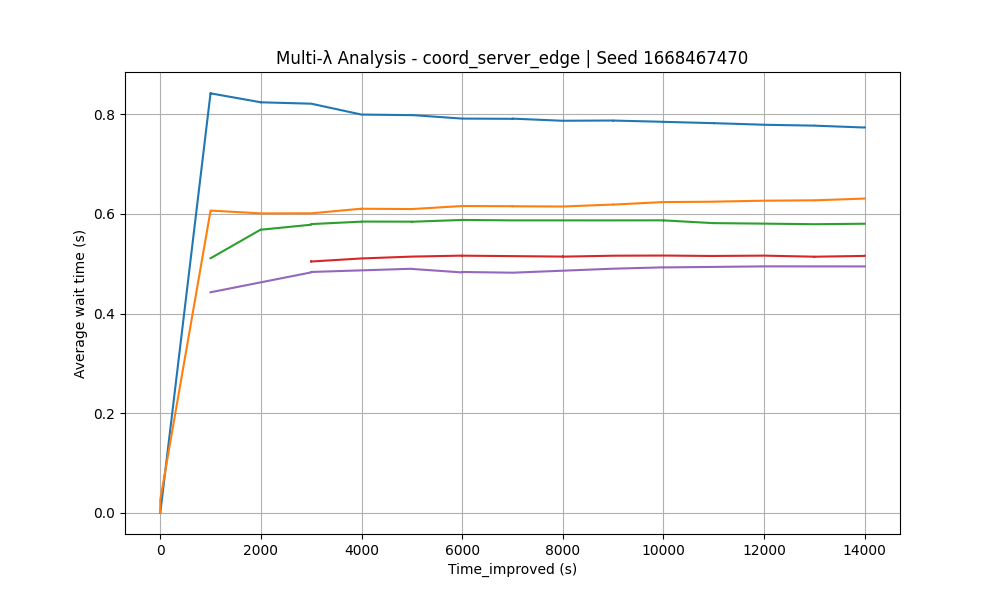 Multi-λ Analysis - coord_server_edge | Seed 1668467470
Average wait time (s)
0.8
0.6
0.4
0.2
0.0
0 2000 4000 6000 8000 10000 12000 14000
Time_improved (s)